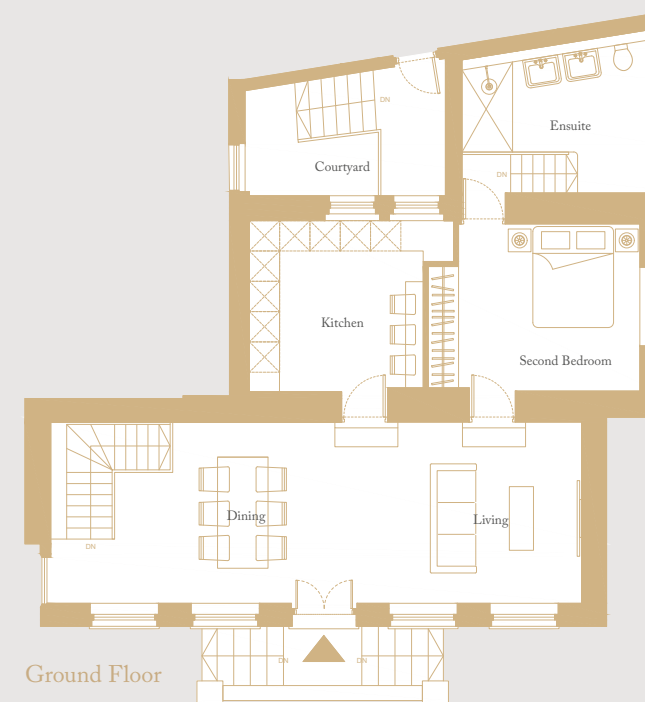 DN
Ensuite
Courtyard
DN
Kitchen
Second Bedroom
Dining
Living
DN
DN
DN
Ground Floor